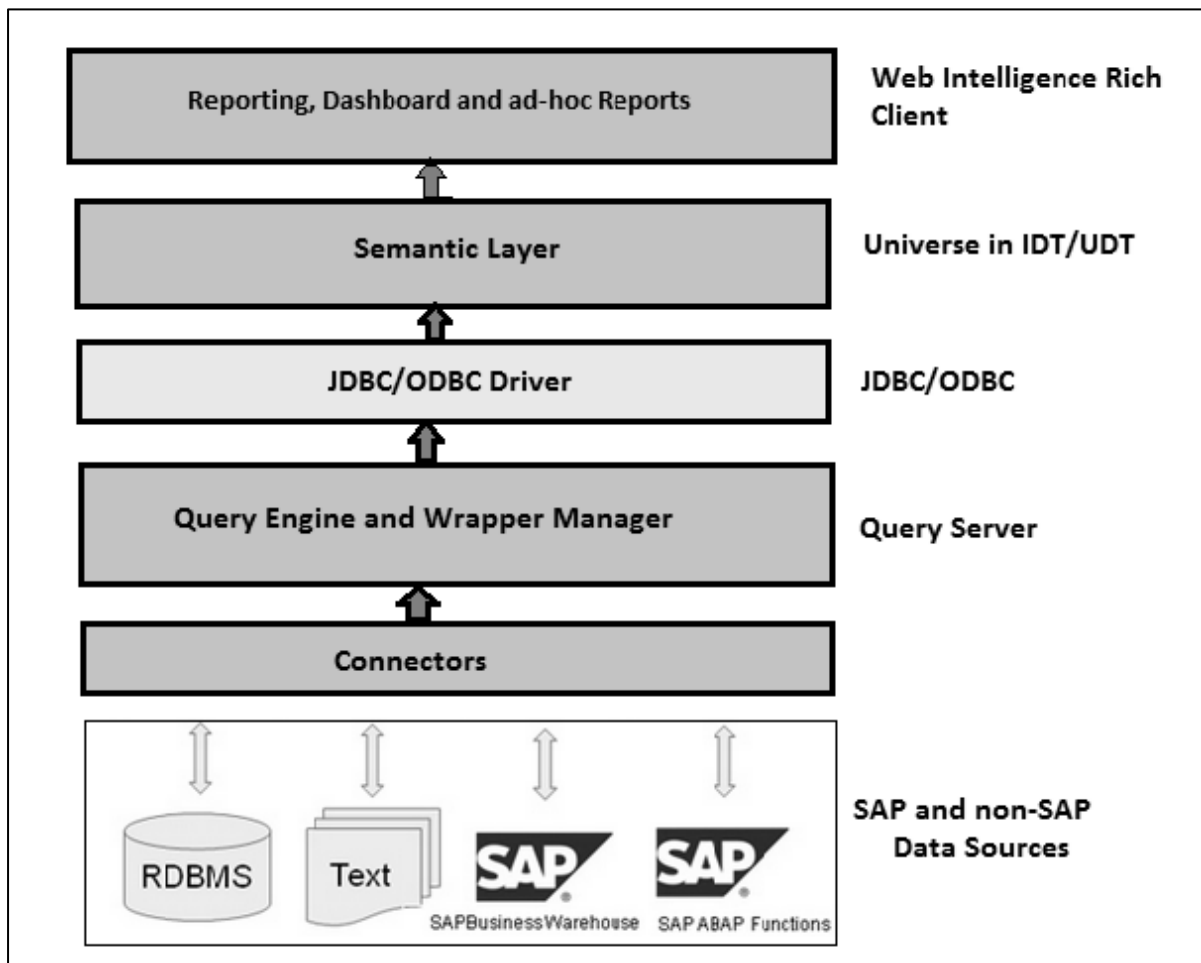 Reporting, Dashboard and ad-hoc Reports
Web Intelligence Rich
Client
Semantic Layer
Universe in IDT/UDT
JDBC/ODBC Driver
JDBC/ODBC
Query Engine and Wrapper Manager
Query Server
Connectors
SAP and non-SAP
Data Sources
RDBMS
Text
SAP®
SAPBusinessWarehouse
SAP®
SAP ABAP Functions